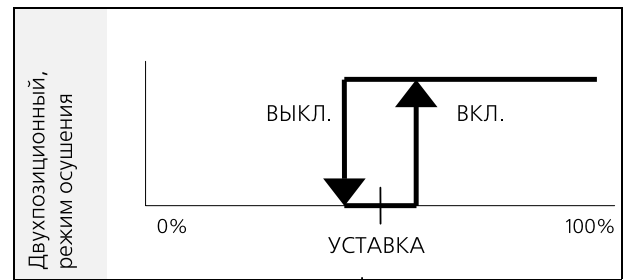 Двухпозиционный,
режим осушения
ВЫКЛ.
ВКЛ.
0%
100%
УСТАВКА